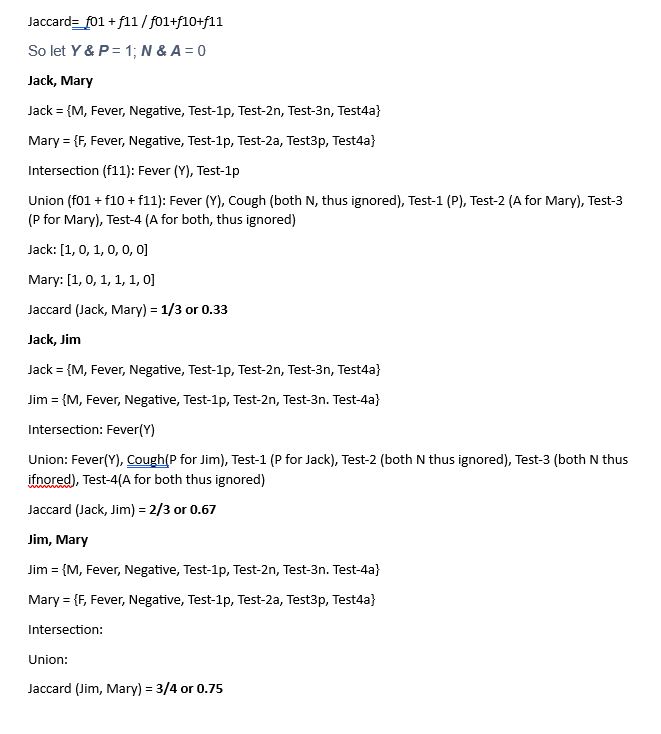 Jaccard= f01 + f11 / f01+f10+f11
So let Y & P = 1; N & A = 0
Jack, Mary
Jack = {M, Fever, Negative, Test-1p, Test-2n, Test-3n, Test4a}
Mary = {F, Fever, Negative, Test-1p, Test-2a, Test3p, Test4a}
Intersection (f11): Fever (Y), Test-1p
Union (f01 + f10 + f11): Fever (Y), Cough (both N, thus ignored), Test-1 (P), Test-2 (A for Mary), Test-3
(P for Mary), Test-4 (A for both, thus ignored)
Jack: [1, 0, 1, 0, 0, 0]
Mary: [1, 0, 1, 1, 1, 0]
Jaccard (Jack, Mary) = 1/3 or 0.33
Jack, Jim
Jack = {M, Fever, Negative, Test-1p, Test-2n, Test-3n, Test4a}
Jim = {M, Fever, Negative, Test-1p, Test-2n, Test-3n. Test-4a}
Intersection: Fever(Y)
Union: Fever(Y), Cough(P for Jim), Test-1 (P for Jack), Test-2 (both N thus ignored), Test-3 (both N thus
ifnored), Test-4(A for both thus ignored)
Jaccard (Jack, Jim) = 2/3 or 0.67
Jim, Mary
Jim = {M, Fever, Negative, Test-1p, Test-2n, Test-3n. Test-4a}
Mary = {F, Fever, Negative, Test-1p, Test-2a, Test3p, Test4a}
Intersection:
Union:
Jaccard (Jim, Mary) = 3/4 or 0.75